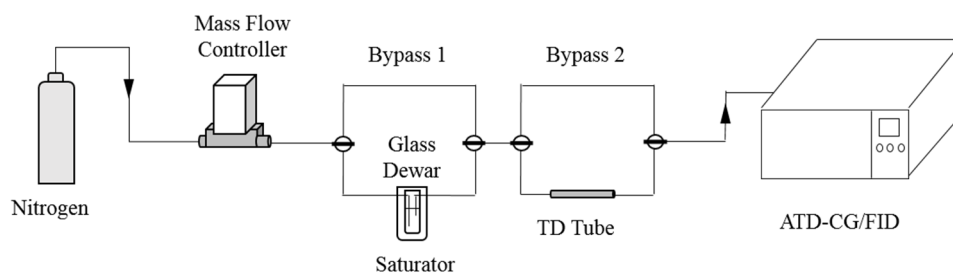 Mass Flow
Controller
Bypass 1
Bypass 2
Glass
Dewar
Nitrogen
TD Tube
ATD-CG/FID
Saturator